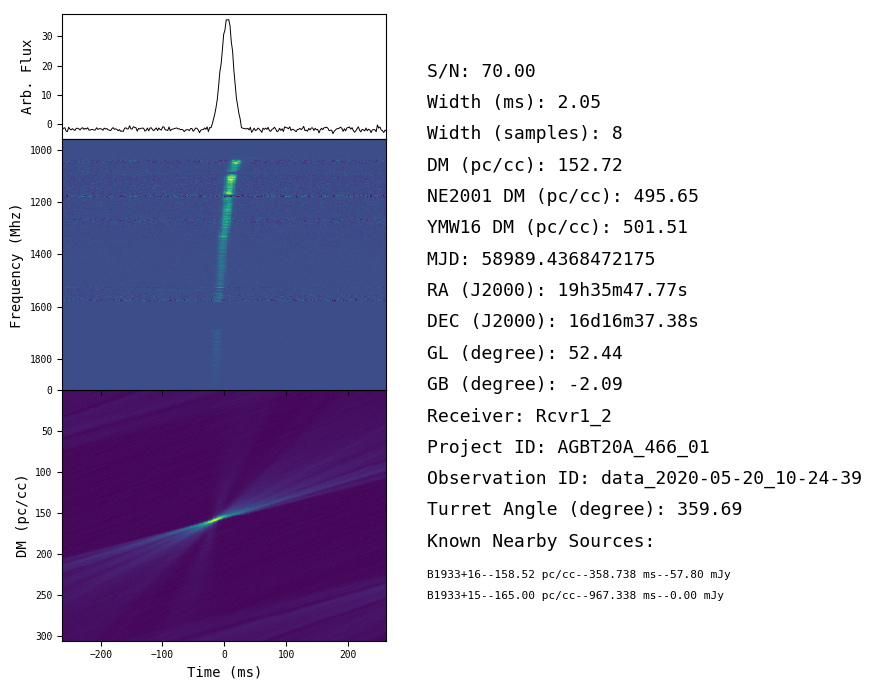 30
20
10
0
Arb. Flux
1000
1200
1400
1600
1800
Frequency (Mhz)
0
50
100
150
200
250
300
DM (pc/cc)
−200
−100
0
100
200
Time (ms)
S/N: 70.00
Width (ms): 2.05
Width (samples): 8
DM (pc/cc): 152.72
NE2001 DM (pc/cc): 495.65
YMW16 DM (pc/cc): 501.51
MJD: 58989.4368472175
RA (J2000): 19h35m47.77s
DEC (J2000): 16d16m37.38s
GL (degree): 52.44
GB (degree): -2.09
Receiver: Rcvr1_2
Project ID: AGBT20A_466_01
Observation ID: data_2020-05-20_10-24-39
Turret Angle (degree): 359.69
Known Nearby Sources:
B1933+16--158.52 pc/cc--358.738 ms--57.80 mJy
B1933+15--165.00 pc/cc--967.338 ms--0.00 mJy